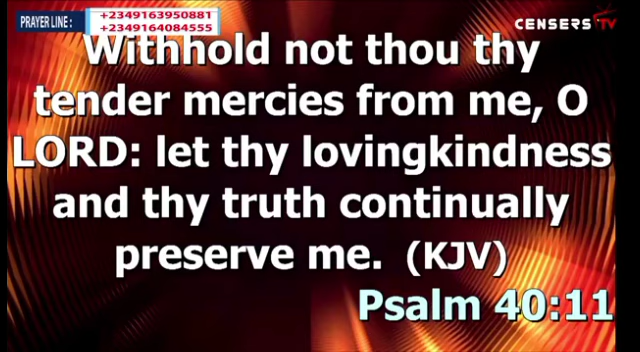 PRAYER LINE :
+2349163950881
+2349164084555
CENSERS TV
Withhold not thou thy
tender mercies from me, O
LORD: let thy lovingkindness
and thy truth continually
preserve me. (KJV)
Psalm 40:11